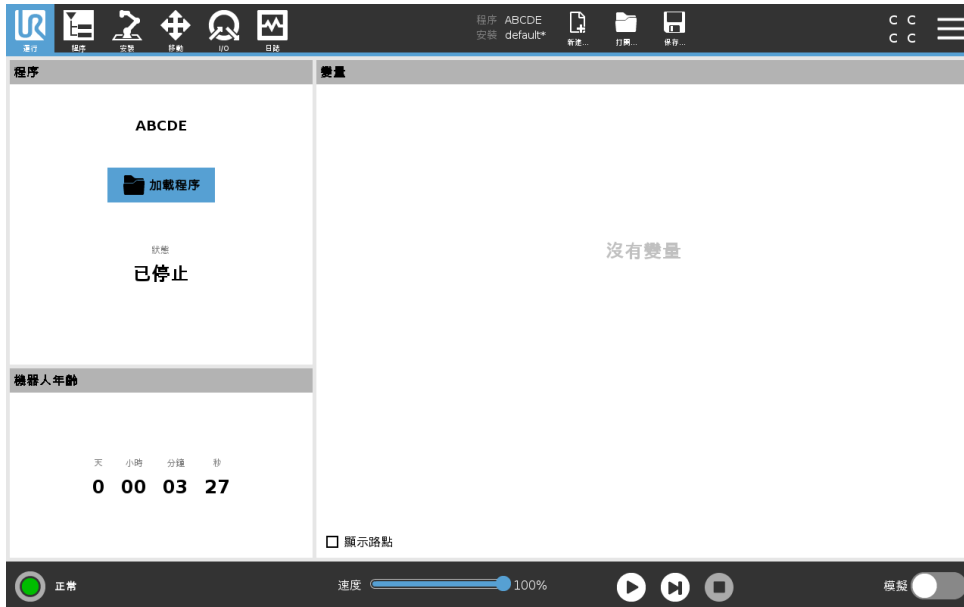 運行
程序
安裝
移動
I/O
日誌
程序 ABCDE
安裝 default*
新建...
打開...
保存...
C C
C C
程序
變量
ABCDE
加載程序
狀態
已停止
沒有變量
機器人年齡
天 小時 分鐘 秒
0 00 03 27
顯示路點
正常
速度 100%
模擬